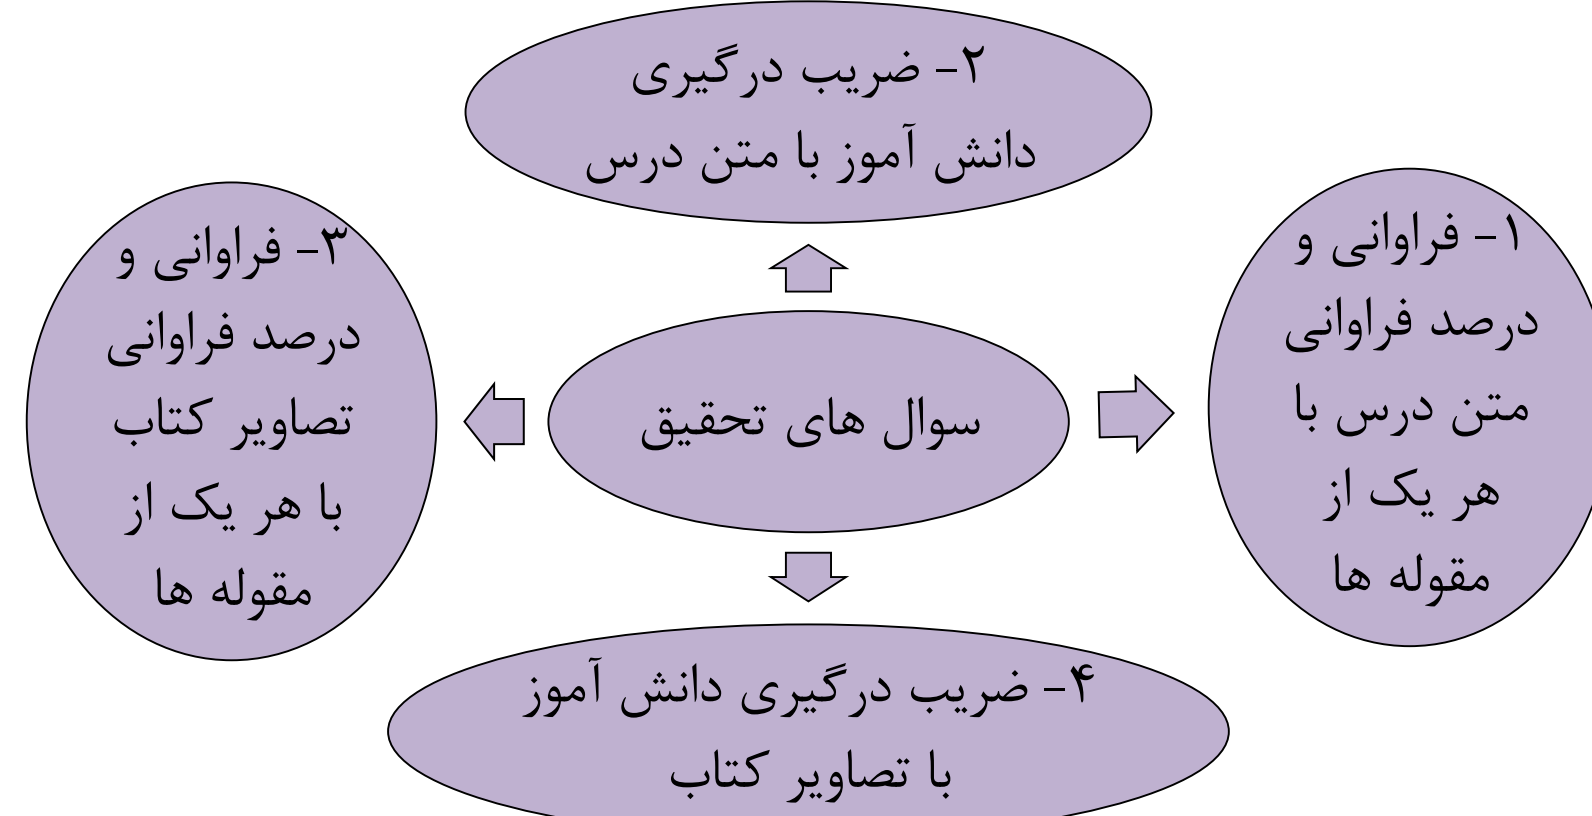 ۲- ضریب درگیری
دانش آموز با متن درس
۱- فراوانی و
درصد فراوانی
متن درس با
هر یک از
مقوله ها
سوال های تحقیق
۳- فراوانی و
درصد فراوانی
تصاویر کتاب
با هر یک از
مقوله ها
۴- ضریب درگیری دانش آموز
با تصاویر کتاب